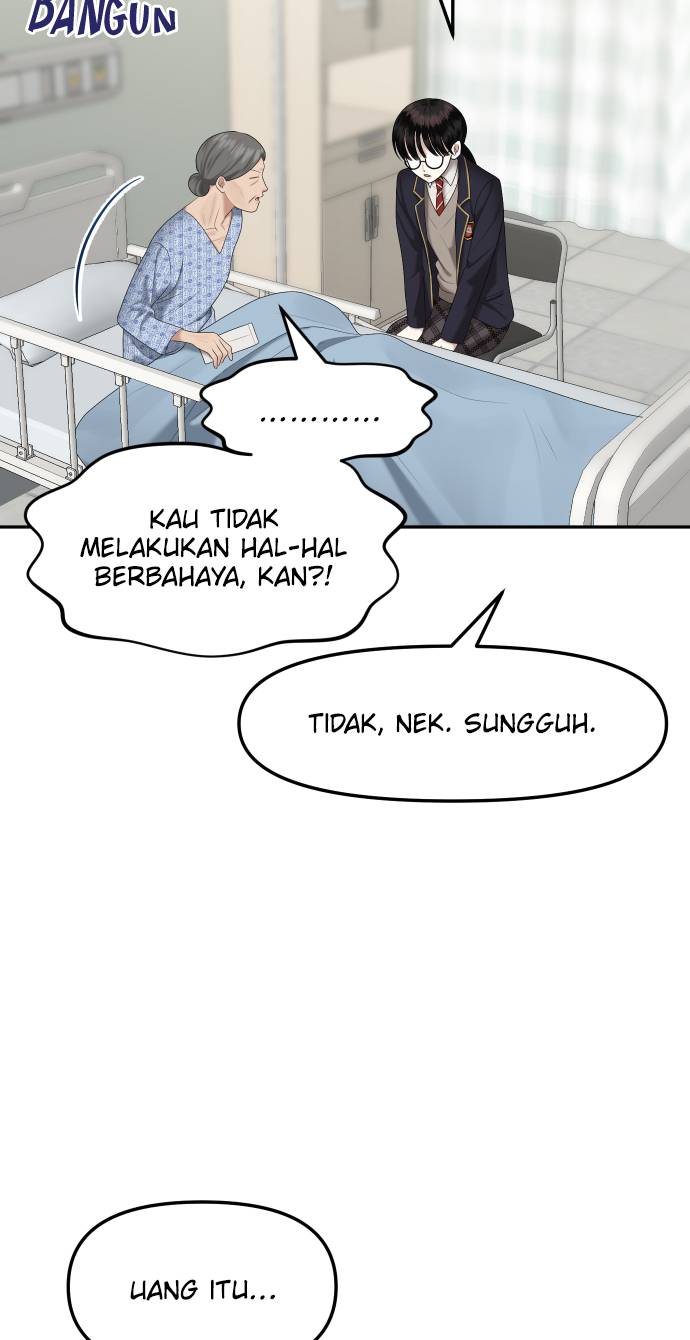 BANGUN
............
KAU TIDAK
MELAKUKAN HAL-HAL
BERBAHAYA, KAN?!
TIDAK, NEK. SUNGGUH.
UANG ITU...